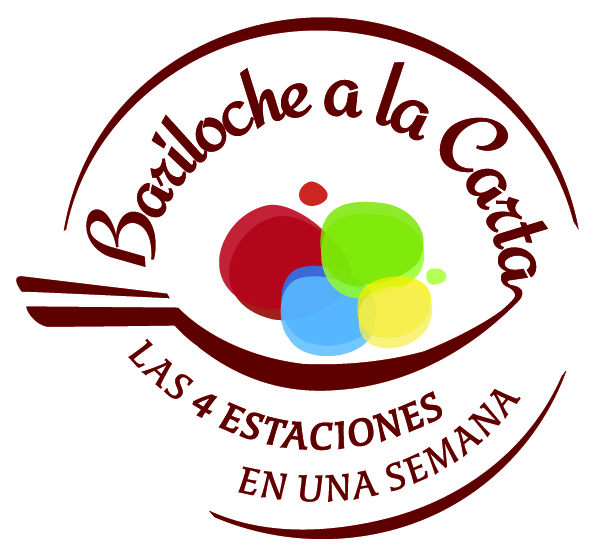 Bariloche a la Carta
LAS 4 ESTACIONES
EN UNA SEMANA